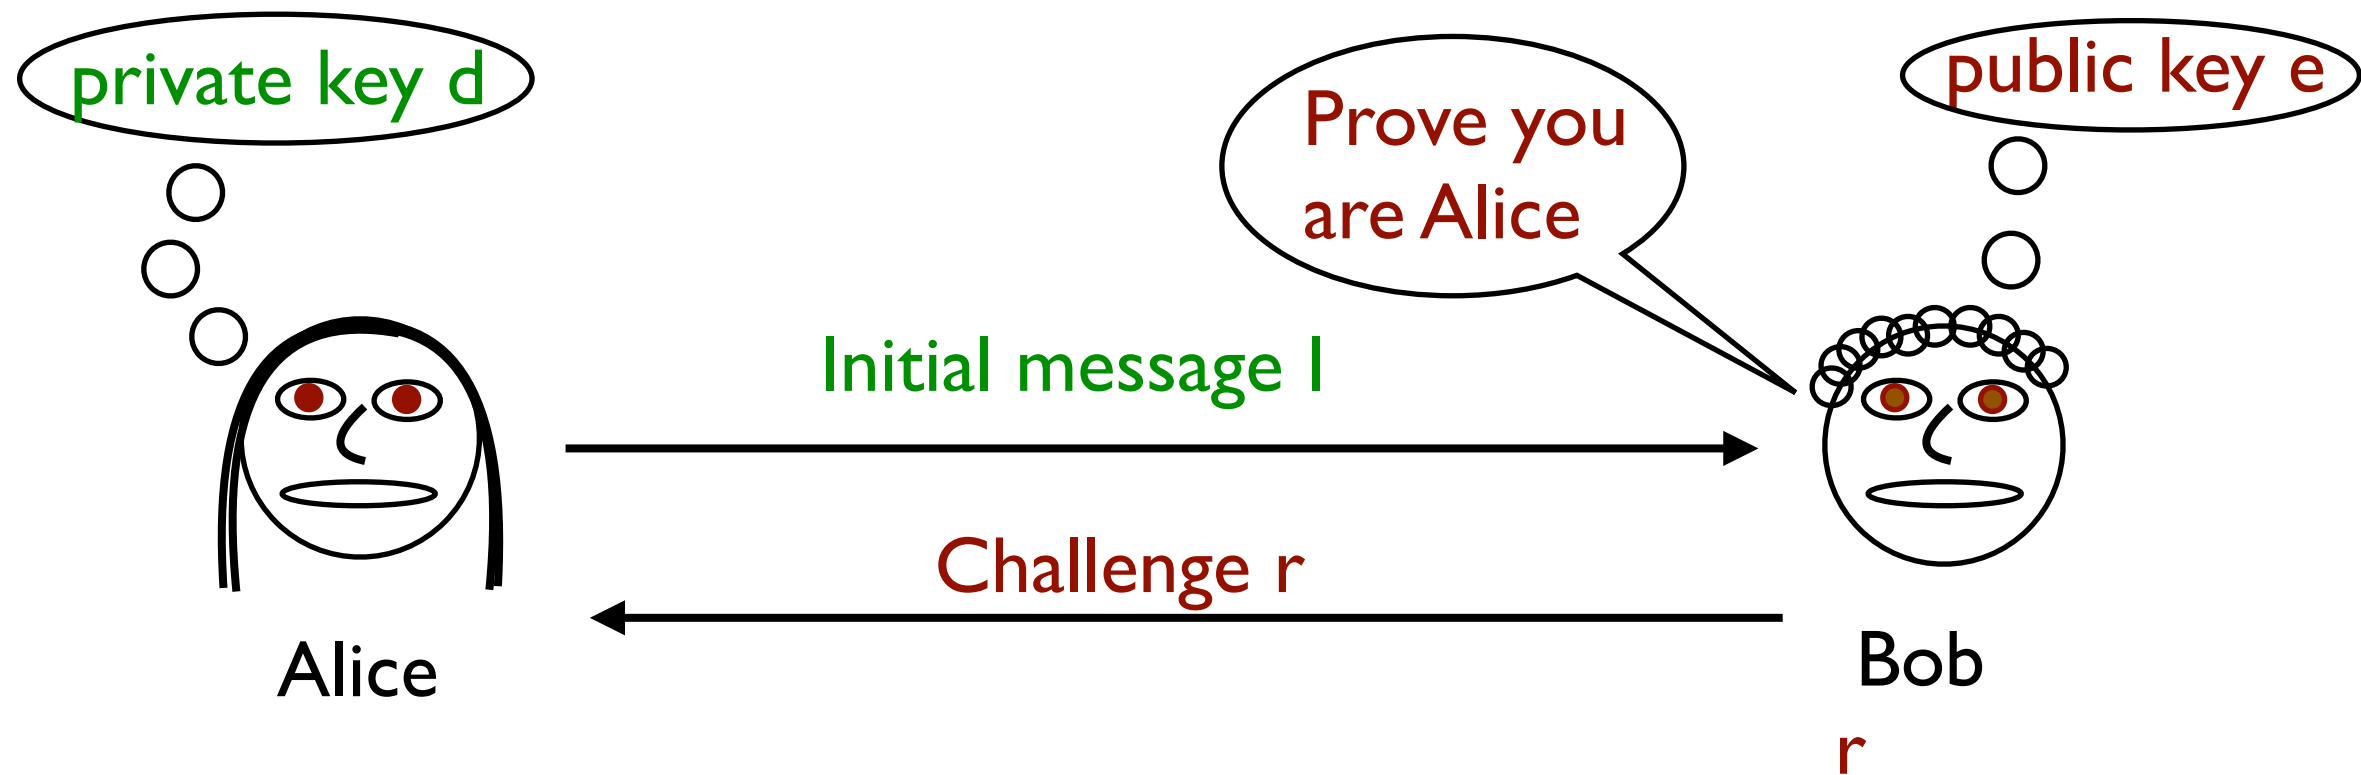 private key d
public key e
Prove you
are Alice
Initial message I
Challenge r
Alice
Bob
r